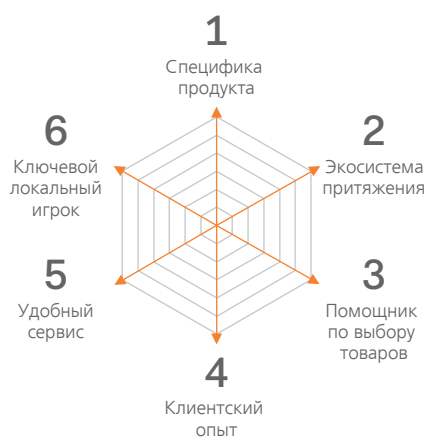 1
Специфика
продукта
2
Экосистема
притяжения
3
Помощник
по выбору
товаров
4
Клиентский
опыт
5
Удобный
сервис
6
Ключевой
локальный
игрок